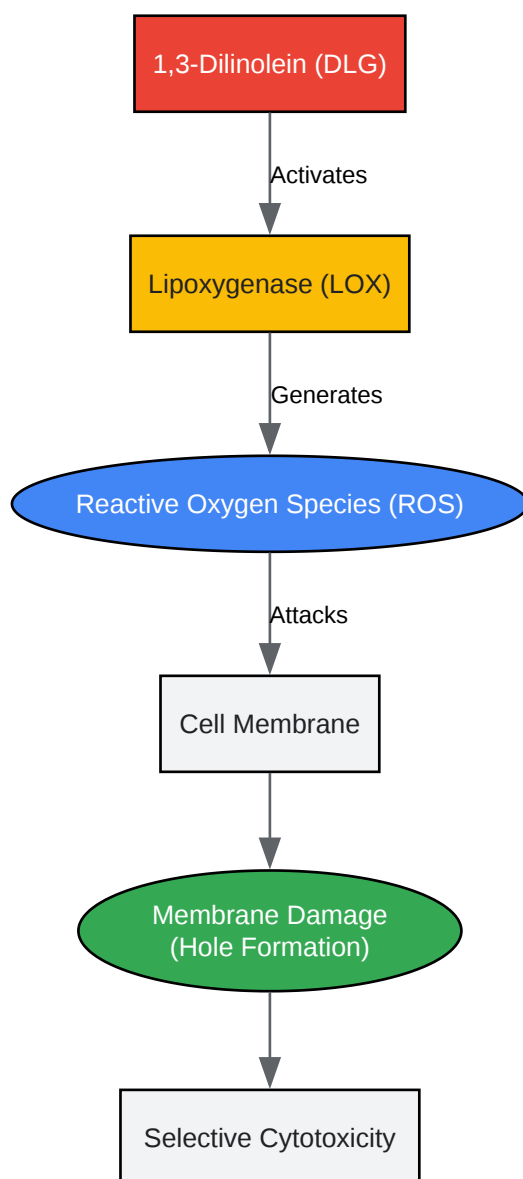 1,3-Dilinolein (DLG)
Activates
Lipoxygenase (LOX)
Generates
Reactive Oxygen Species (ROS)
Attacks
Cell Membrane
Membrane Damage
(Hole Formation)
Selective Cytotoxicity